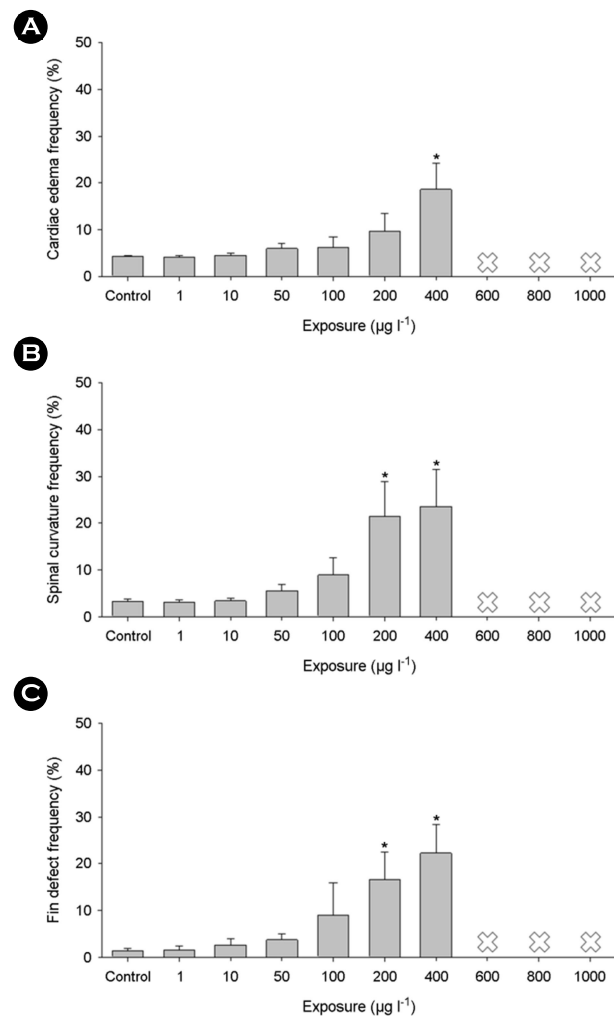 A
Cardiac edema frequency (%)
50
40
30
20
10
0
*
Control 1 10 50 100 200 400 600 800 1000
Exposure (µg l⁻¹)
B
Spinal curvature frequency (%)
50
40
30
20
10
0
* *
Control 1 10 50 100 200 400 600 800 1000
Exposure (µg l⁻¹)
C
Fin defect frequency (%)
50
40
30
20
10
0
* *
Control 1 10 50 100 200 400 600 800 1000
Exposure (µg l⁻¹)